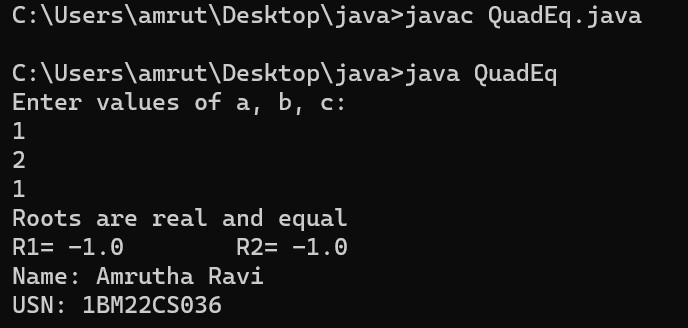 C:\Users\amrut\Desktop\java>javac QuadEq.java
C:\Users\amrut\Desktop\java>java QuadEq
Enter values of a, b, c:
1
2
1
Roots are real and equal
R1= -1.0        R2= -1.0
Name: Amrutha Ravi
USN: 1BM22CS036